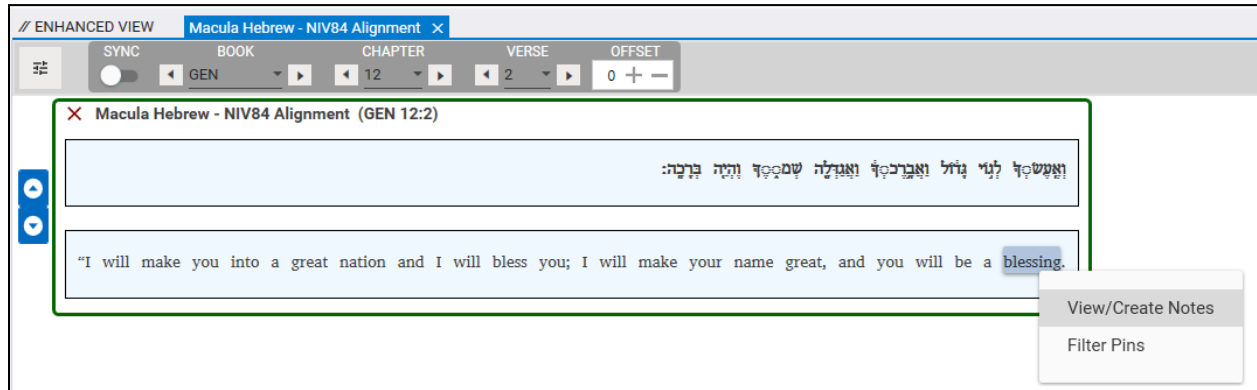 // ENHANCED VIEW Macula Hebrew - NIV84 Alignment ×
SYNC BOOK CHAPTER VERSE OFFSET
GEN 12 2 0 + −
Macula Hebrew - NIV84 Alignment (GEN 12:2)
וְאֶֽעֶשְׂךָ֙ לְג֣וֹי גָּד֔וֹל וַאֲבָ֣רֶכְךָ֔ וַאֲגַדְּלָ֖ה שְׁמֶ֑ךָ וֶהְיֵ֖ה בְּרָכָֽה׃
“I will make you into a great nation and I will bless you; I will make your name great, and you will be a blessing.
View/Create Notes
Filter Pins